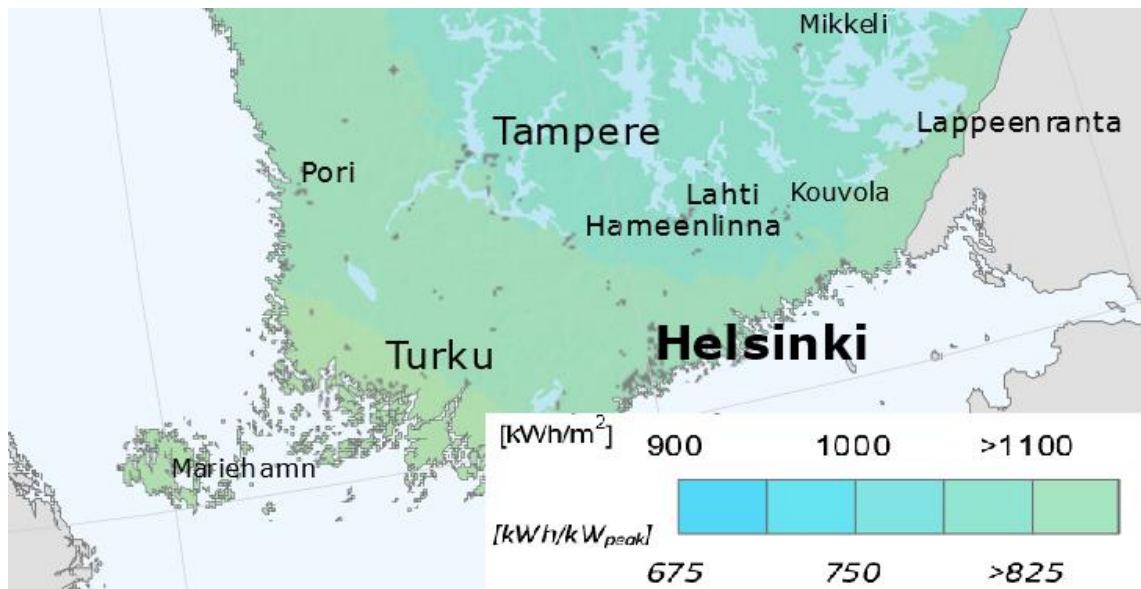 Mikkeli
Tampere
Lappeenranta
Pori
Lahti
Kouvola
Hameenlinna
Helsinki
Turku
Mariehamn
[kWh/m²] 900 1000 >1100
[kWh/kWpeak]
675 750 >825